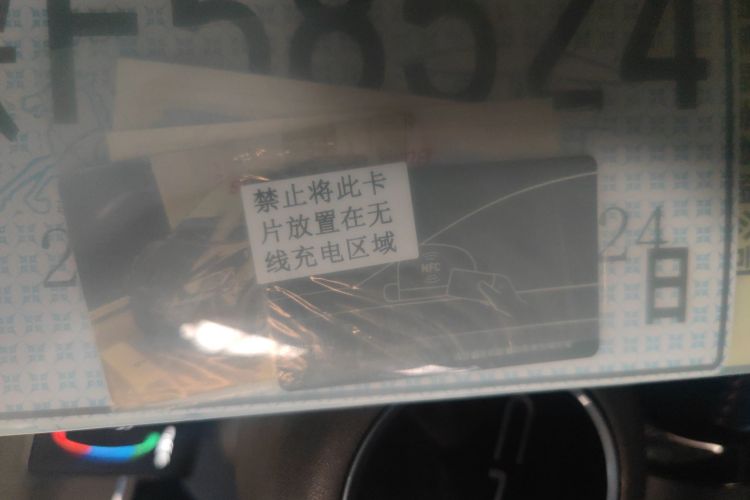 F58524
禁止将此卡
片放置在无
线充电区域
NFC
24
日